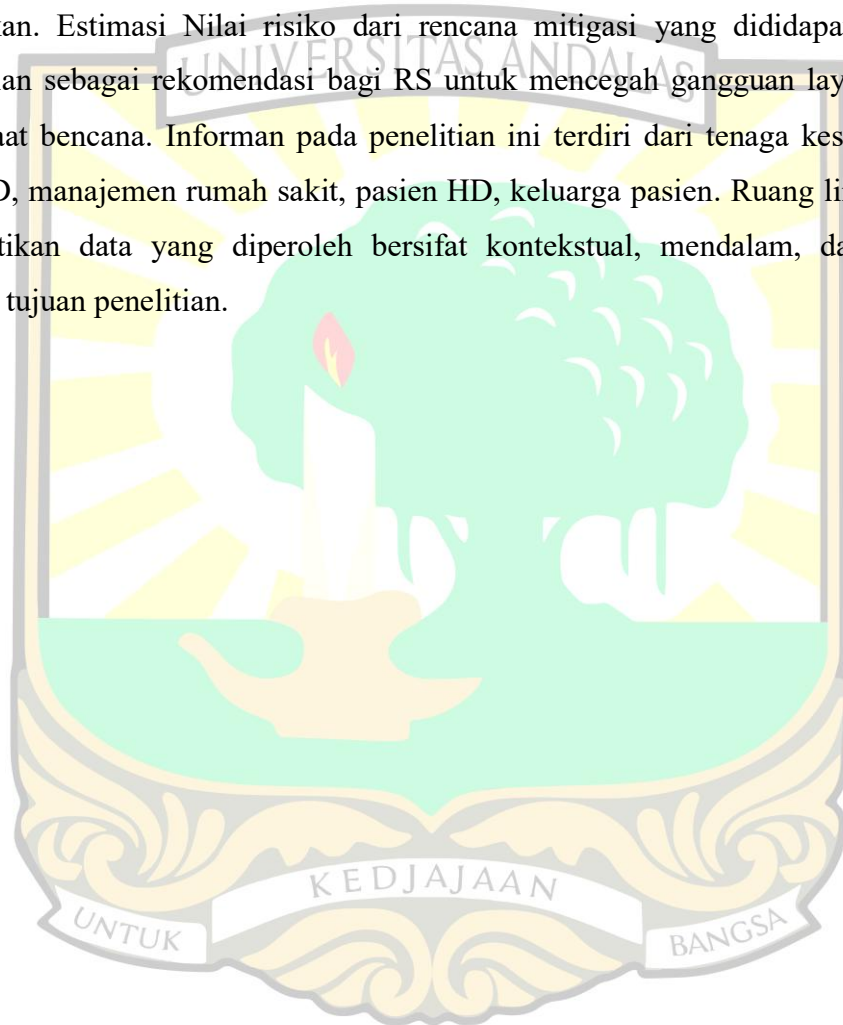 kan. Estimasi Nilai risiko dari rencana mitigasi yang dididapa
an sebagai rekomendasi bagi RS untuk mencegah gangguan lay
aat bencana. Informan pada penelitian ini terdiri dari tenaga kes
D, manajemen rumah sakit, pasien HD, keluarga pasien. Ruang li
tikan data yang diperoleh bersifat kontekstual, mendalam, da
tujuan penelitian.
UNIVERSITAS ANDALAS
KEDJAJAAN
UNTUK
BANGSA